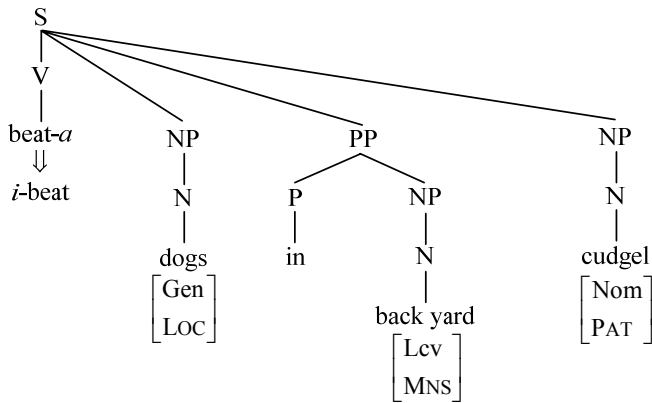 S
V NP PP NP
beat-a
⇓
i-beat N P NP N
dogs in N cudgel
[Gen LOC] back yard [Nom PAT]
[Lcv MNS]